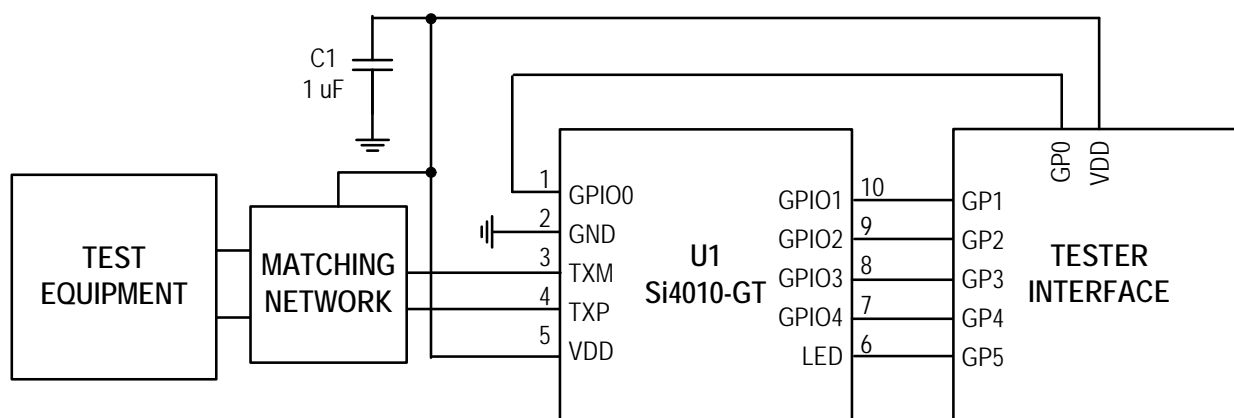 C1
1 uF
GP0
VDD
TEST
EQUIPMENT
MATCHING
NETWORK
1
2
3
4
5
GPIO0
GND
TXM
TXP
VDD
U1
Si4010-GT
GPIO1
GPIO2
GPIO3
GPIO4
LED
10
9
8
7
6
GP1
GP2
GP3
GP4
GP5
TESTER
INTERFACE